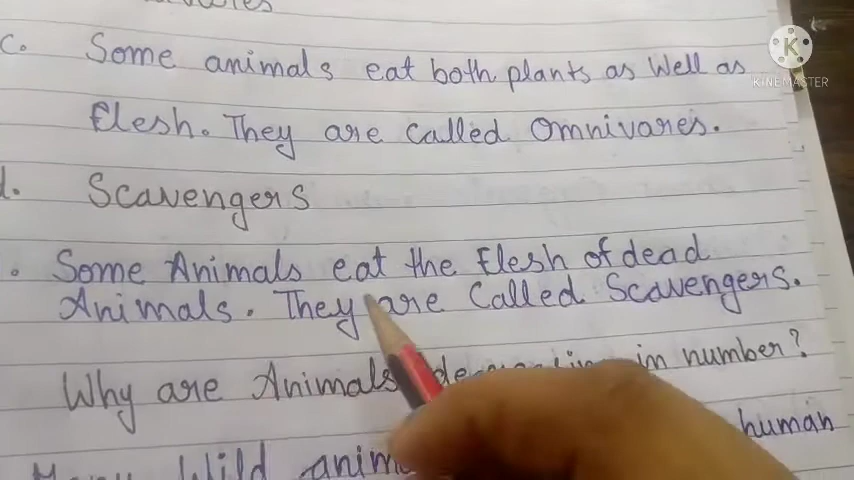 c. Some animals eat both plants as well as
K
KINEMASTER
flesh. They are called Omnivares.
d. Scavengers
. Some Animals eat the flesh of dead
Animals. They are Called Scavengers.
Why are Animals in number?
human
Many Wild